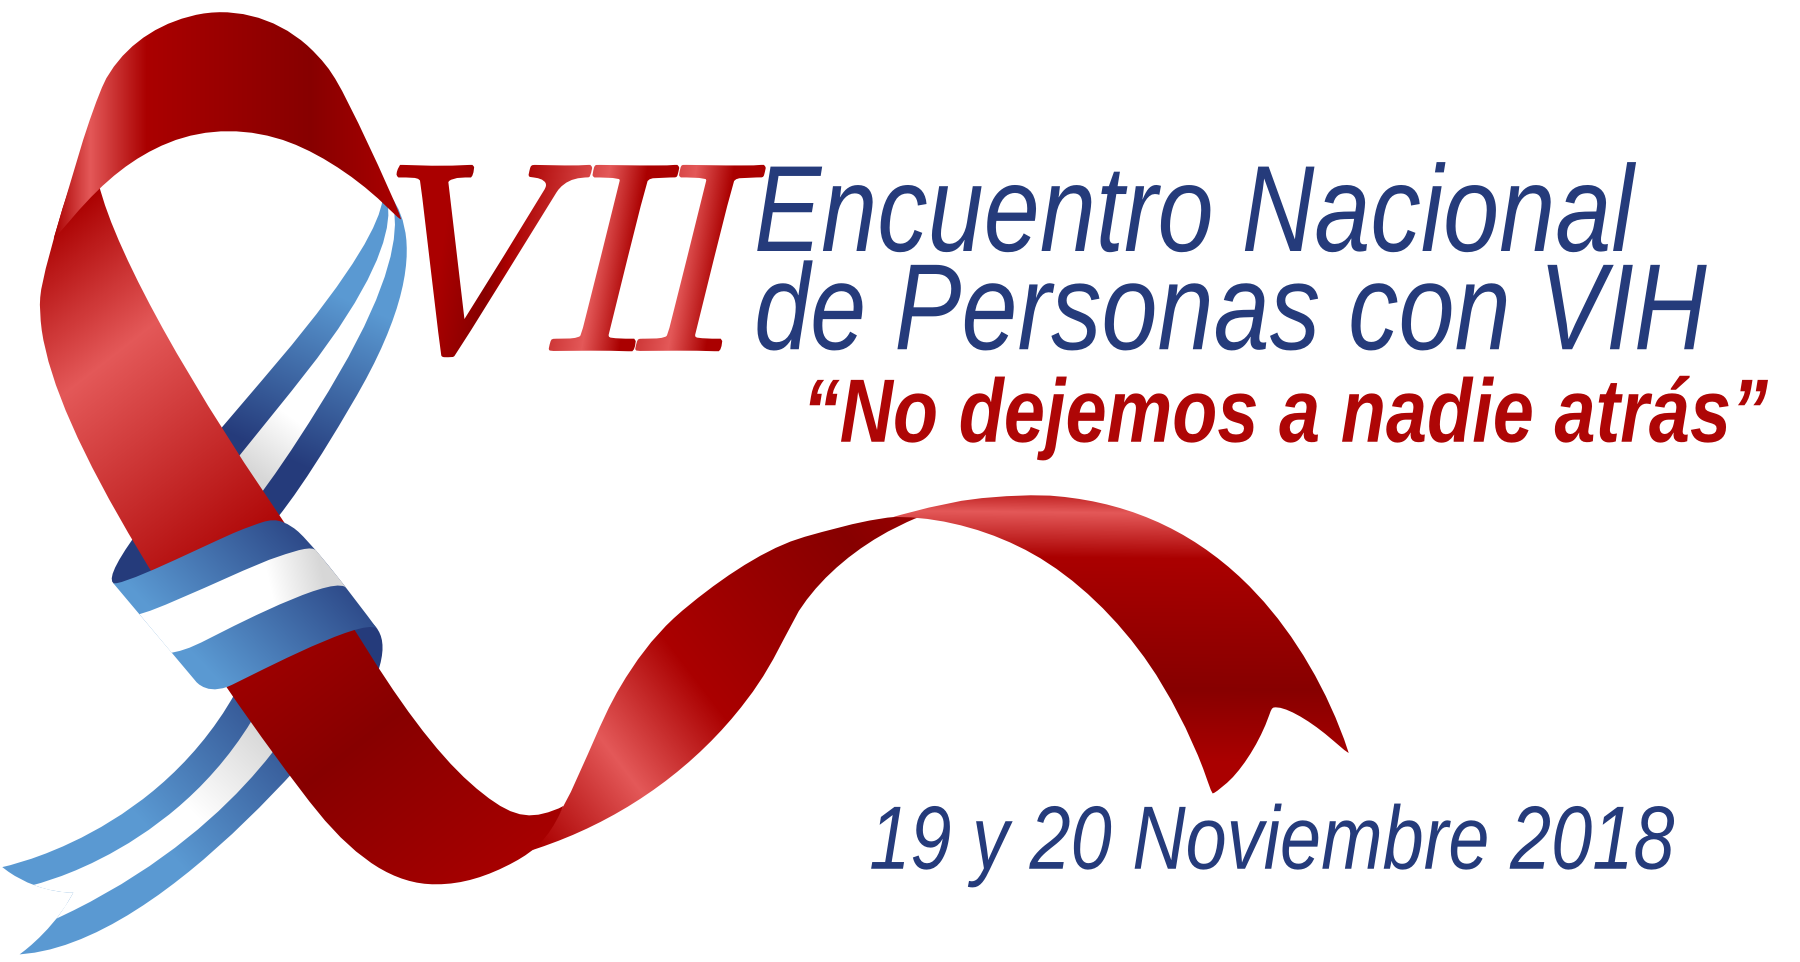 VII Encuentro Nacional
de Personas con VIH
“No dejemos a nadie atrás”
19 y 20 Noviembre 2018